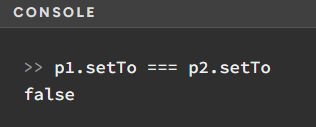 CONSOLE
>> p1.setTo === p2.setTo
false